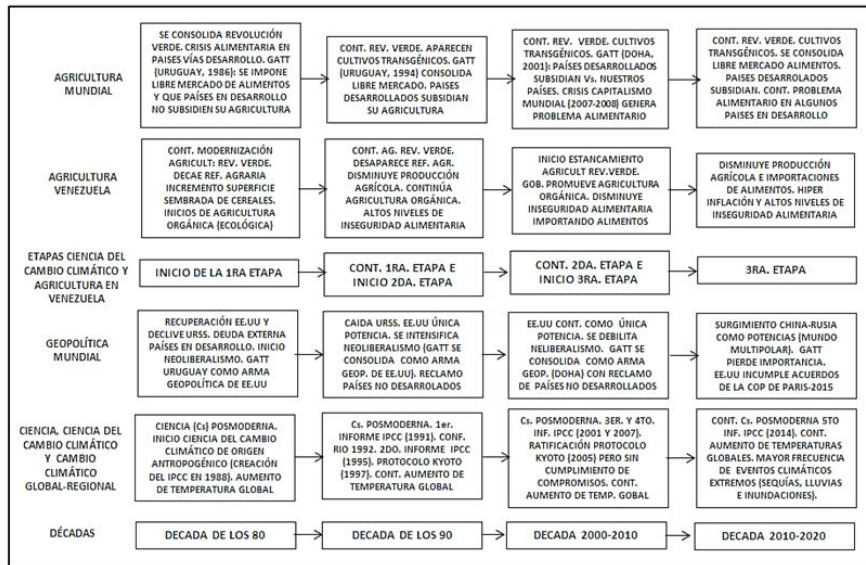 AGRICULTURA
MUNDIAL
SE CONSOLIDA REVOLUCIÓN
VERDE. CRISIS ALIMENTARIA EN
PAISES VÍAS DESARROLLO. GATT
(URUGUAY, 1986): SE IMPONE
LIBRE MERCADO DE ALIMENTOS
Y QUE PAÍSES EN DESARROLLO
NO SUBSIDIEN SU AGRICULTURA
CONT. REV. VERDE. APARECEN
CULTIVOS TRANSGÉNICOS. GATT
(URUGUAY, 1994) CONSOLIDA
LIBRE MERCADO. PAISES
DESARROLLADOS SUBSIDIAN
SU AGRICULTURA
CONT. REV. VERDE. CULTIVOS
TRANSGÉNICOS. GATT (DOHA,
2001): PAÍSES DESARROLLADOS
SUBSIDIAN Vs. NUESTROS
PAÍSES. CRISIS CAPITALISMO
MUNDIAL (2007-2008) GENERA
PROBLEMA ALIMENTARIO
CONT. REV. VERDE. CULTIVOS
TRANSGÉNICOS. SE CONSOLIDA
LIBRE MERCADO ALIMENTOS.
PAISES DESAROLLADOS
SUBSIDIAN. CONT. PROBLEMA
ALIMENTARIO EN ALGUNOS
PAISES EN DESARROLLO
AGRICULTURA
VENEZUELA
CONT. MODERNIZACIÓN
AGRICULT: REV. VERDE.
DECAE REF. AGRARIA
INCREMENTO SUPERFICIE
SEMBRADA DE CEREALES.
INICIOS DE AGRICULTURA
ORGÁNICA (ECOLÓGICA)
CONT. AG. REV. VERDE.
DESAPARECE REF. AGR.
DISMINUYE PRODUCCIÓN
AGRÍCOLA. CONTINÚA
AGRICULTURA ORGÁNICA.
ALTOS NIVELES DE
INSEGURIDAD ALIMENTARIA
INICIO ESTANCAMIENTO
AGRICULT REV.VERDE.
GOB. PROMUEVE AGRICULTURA
ORGÁNICA. DISMINUYE
INSEGURIDAD ALIMENTARIA
IMPORTANDO ALIMENTOS
DISMINUYE PRODUCCIÓN
AGRÍCOLA E IMPORTACIONES
DE ALIMENTOS. HIPER
INFLACIÓN Y ALTOS NIVELES DE
INSEGURIDAD ALIMENTARIA
ETAPAS CIENCIA DEL
CAMBIO CLIMÁTICO Y
AGRICULTURA EN
VENEZUELA
INICIO DE LA 1RA ETAPA
CONT. 1RA. ETAPA E
INICIO 2DA. ETAPA
CONT. 2DA. ETAPA E
INICIO 3RA. ETAPA
3RA. ETAPA
GEOPOLÍTICA
MUNDIAL
RECUPERACIÓN EE.UU Y
DECLIVE URSS. DEUDA EXTERNA
PAÍSES EN DESARROLLO. INICIO
NEOLIBERALISMO. GATT
URUGUAY COMO ARMA
GEOPOLÍTICA DE EE.UU
CAIDA URSS. EE.UU ÚNICA
POTENCIA. SE INTENSIFICA
NEOLIBERALISMO (GATT SE
CONSOLIDA COMO ARMA
GEOP. DE EE.UU). RECLAMO
PAÍSES NO DESAROLLADOS
EE.UU CONT. COMO ÚNICA
POTENCIA. SE DEBILITA
NELIBERALISMO. GATT SE
CONSOLIDA COMO ARMA
GEOP. (DOHA) CON RECLAMO
DE PAÍSES NO DESARROLLADOS
SURGIMIENTO CHINA-RUSIA
COMO POTENCIAS (MUNDO
MULTIPOLAR). GATT
PIERDE IMPORTANCIA.
EE.UU INCUMPLE ACUERDOS
DE LA COP DE PARIS-2015
CIENCIA, CIENCIA DEL
CAMBIO CLIMÁTICO
Y CAMBIO
CLIMÁTICO
GLOBAL-REGIONAL
CIENCIA (Cs) POSMODERNA.
INICIO CIENCIA DEL CAMBIO
CLIMÁTICO DE ORIGEN
ANTROPOGÉNICO (CREACIÓN
DEL IPCC EN 1988). AUMENTO
DE TEMPERATURA GLOBAL
Cs. POSMODERNA. 1er.
INFORME IPCC (1991). CONF.
RIO 1992. 2DO. INFORME IPCC
(1995). PROTOCOLO KYOTO
(1997). CONT. AUMENTO DE
TEMPERATURA GLOBAL
Cs. POSMODERNA. 3ER. Y 4TO.
INF. IPCC (2001 Y 2007).
RATIFICACIÓN PROTOCOLO
KYOTO (2005) PERO SIN
CUMPLIMIENTO DE
COMPROMISOS. CONT.
AUMENTO DE TEMP. GOBAL
CONT. Cs. POSMODERNA 5TO
INF. IPCC (2014). CONT.
AUMENTO DE TEMPERATURAS
GLOBALES. MAYOR FRECUENCIA
DE EVENTOS CLIMÁTICOS
EXTREMOS (SEQUÍAS, LLUVIAS
E INUNDACIONES).
DÉCADAS
DECADA DE LOS 80
DECADA DE LOS 90
DECADA 2000-2010
DECADA 2010-2020